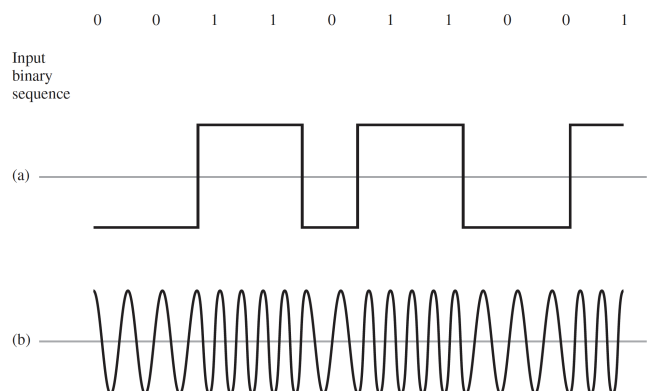 0 0 1 1 0 1 1 0 0 1
Input
binary
sequence
(a)
(b)